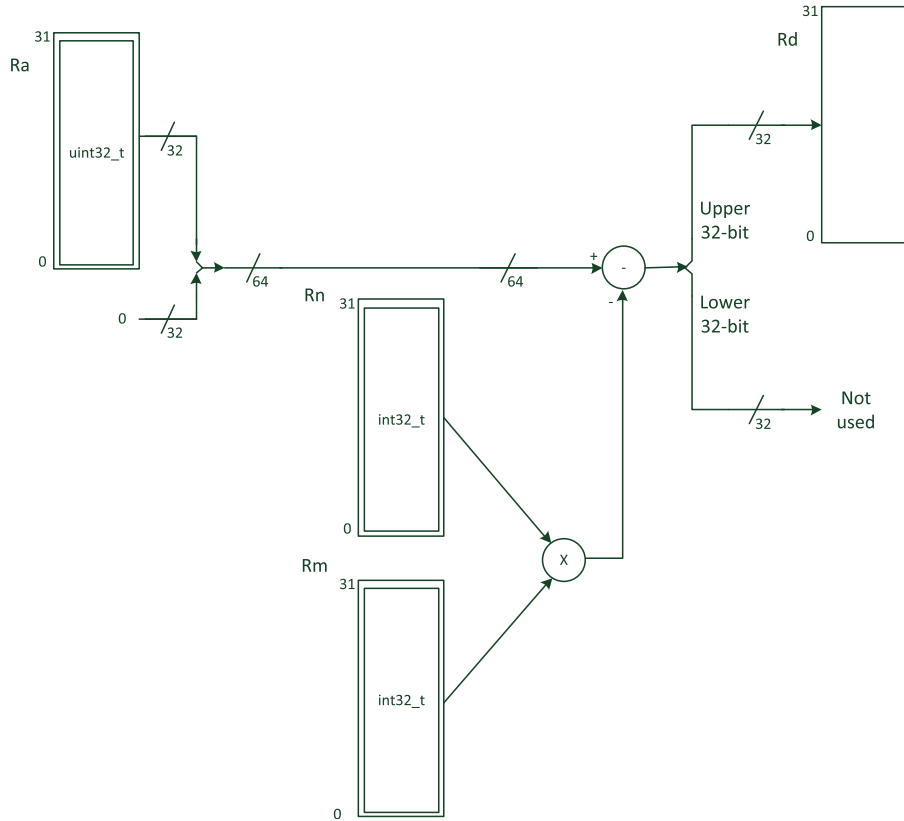 31
Ra
uint32_t
0
32
0
32
64
64
+
-
-
Rn
31
int32_t
0
Rm
31
int32_t
0
X
31
Rd
32
0
Upper
32-bit
Lower
32-bit
32
Not
used